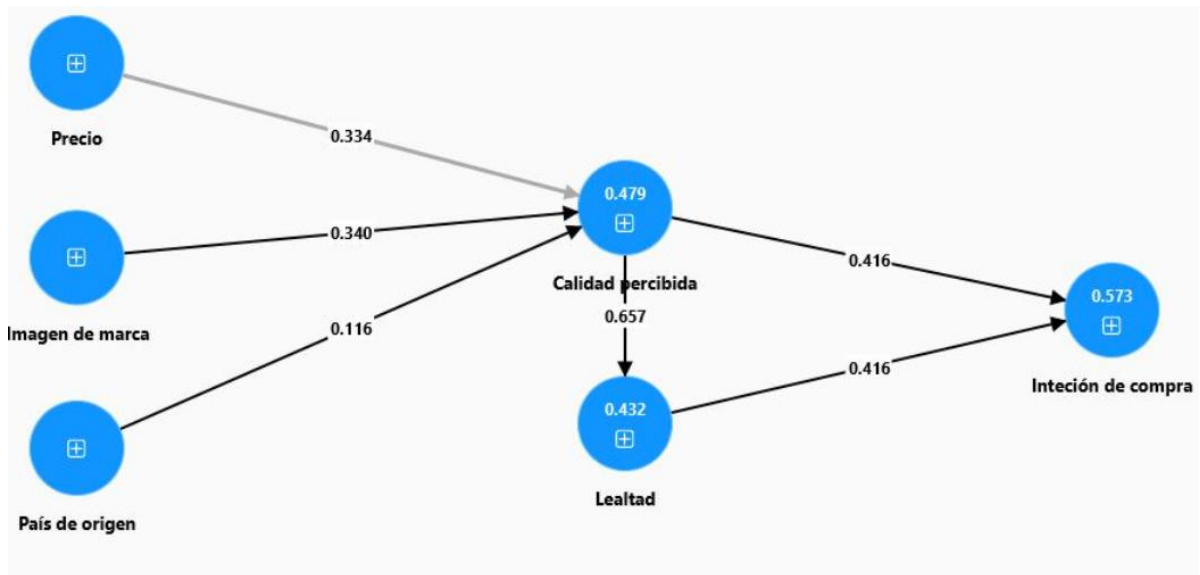 Precio
0.334
Imagen de marca
0.340
País de origen
0.116
0.479
Calidad percibida
0.657
0.432
Lealtad
0.416
0.416
0.573
Inteción de compra